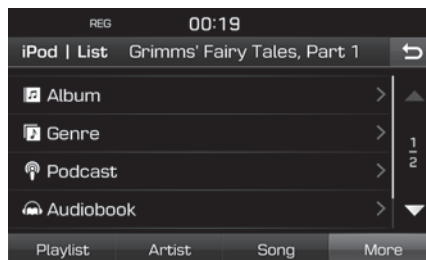 REG 00:19
iPod | List Grimms' Fairy Tales, Part 1
Album
Genre
1
Podcast
2
Audiobook
Playlist Artist Song More